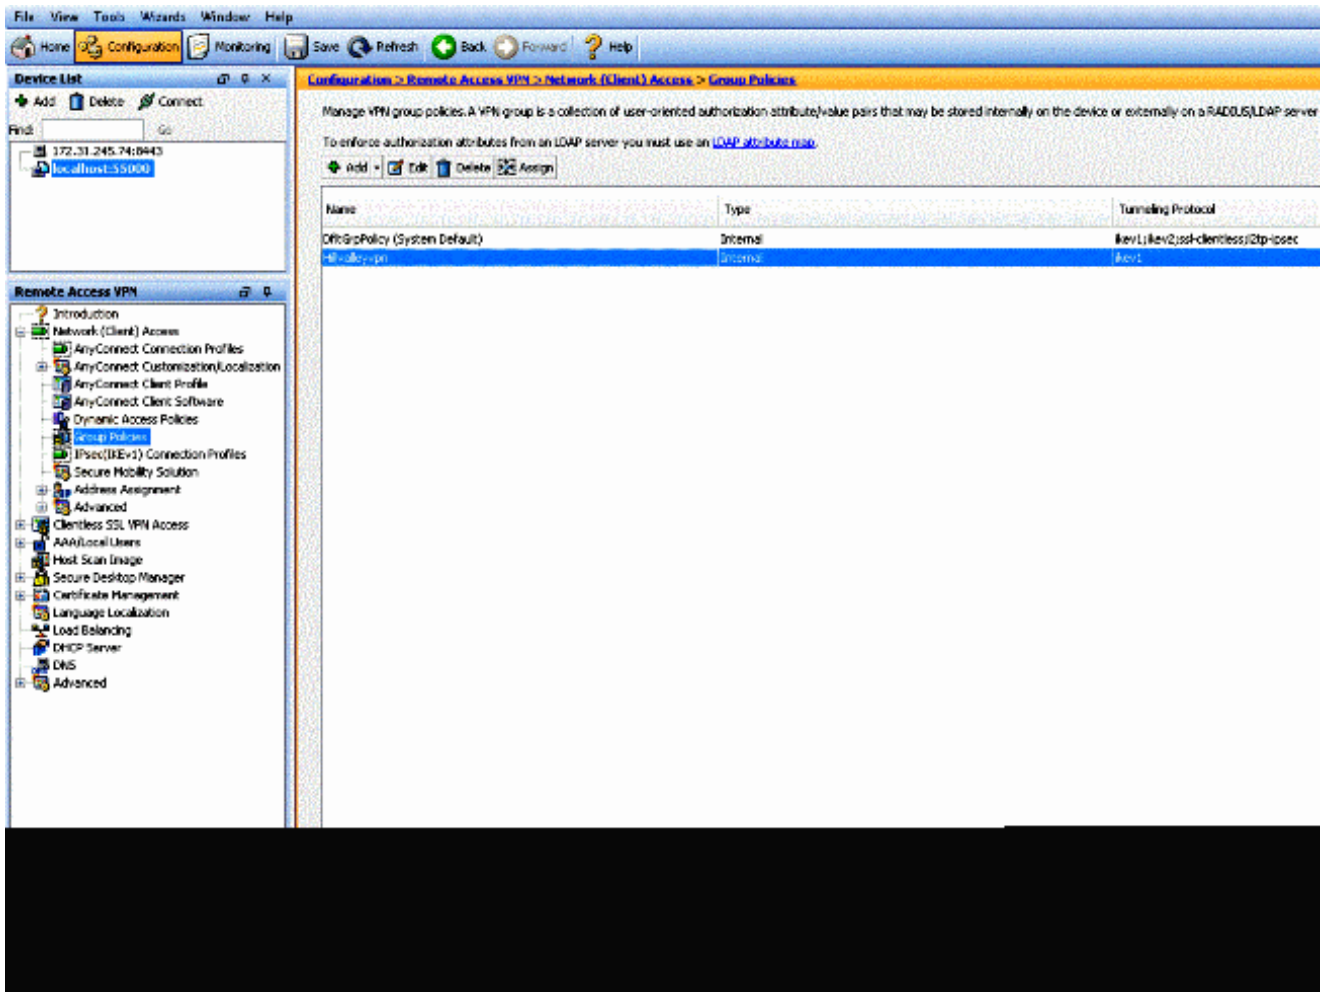 File View Tools Wizards Window Help
Home Configuration Monitoring Save Refresh Back Forward Help
Device List
Add Delete Connect
Find: Go
172.31.245.74:8443
localhost:55000
Remote Access VPN
Introduction
Network (Client) Access
AnyConnect Connection Profiles
AnyConnect Customization/Localization
AnyConnect Client Profile
AnyConnect Client Software
Dynamic Access Policies
Group Policies
IPsec(IKEv1) Connection Profiles
Secure Mobility Solution
Address Assignment
Advanced
Clientless SSL VPN Access
AAA/Local Users
Host Scan Image
Secure Desktop Manager
Certificate Management
Language Localization
Load Balancing
DHCP Server
DNS
Advanced
Configuration > Remote Access VPN > Network (Client) Access > Group Policies
Manage VPN group policies. A VPN group is a collection of user-oriented authorization attribute/value pairs that may be stored internally on the device or externally on a RADIUS/LDAP server
To enforce authorization attributes from an LDAP server you must use an LDAP attribute map.
Add Edit Delete Assign
Name Type Tunneling Protocol
DfltGrpPolicy (System Default) Internal ikev1;ikev2;ssl-clientless;l2tp-ipsec
Hillvalleyvpn Internal ikev1